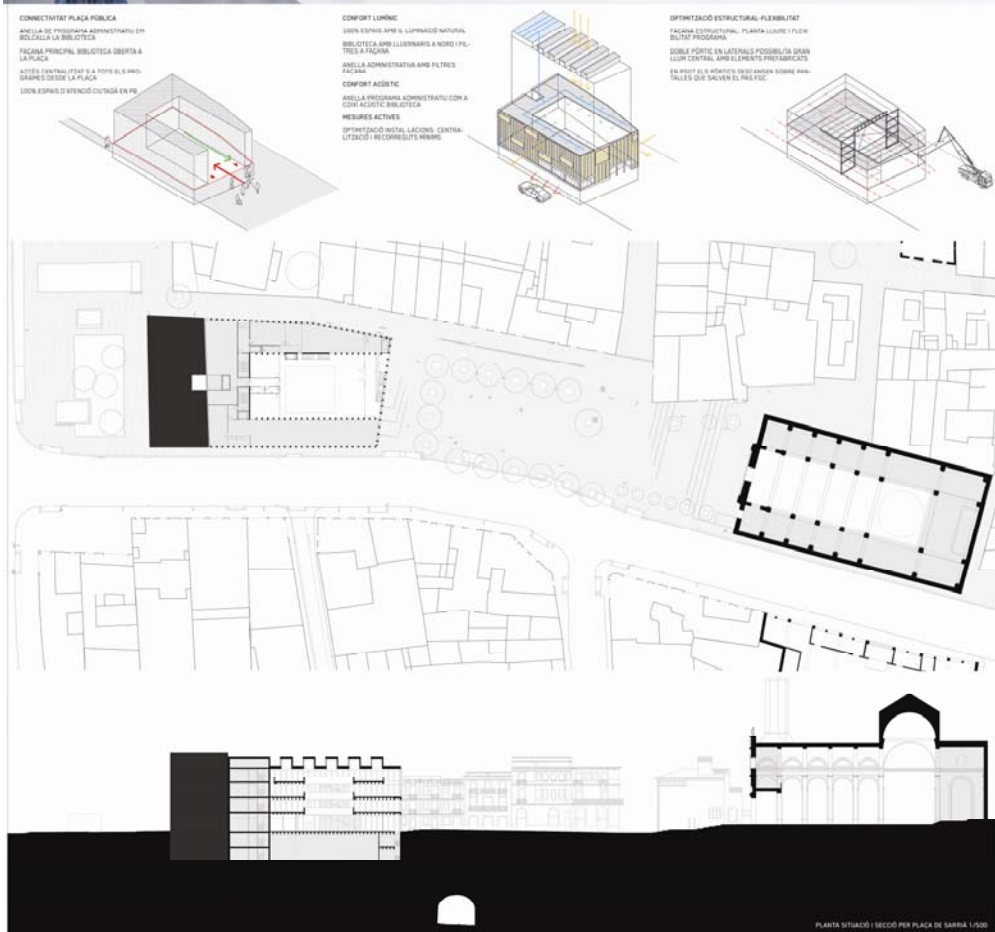 CONNECTIVITAT PLAÇA PÚBLICA
ANELLA DE PROGRAMA ADMINISTRATIU EM-
BOLCALLA LA BIBLIOTECA
FAÇANA PRINCIPAL BIBLIOTECA OBERTA A
LA PLAÇA
ACCÉS CENTRALITZAT A TOTS ELS PRO-
GRAMES DESDE LA PLAÇA
100% ESPAIS D'ATENCIÓ CIUTADÀ EN PB
CONFORT LUMÍNIC
100% ESPAIS AMB IL·LUMINACIÓ NATURAL
BIBLIOTECA AMB LLUERNARIS A NORD I FIL-
TRES A FAÇANA
ANELLA ADMINISTRATIVA AMB FILTRES
FAÇANA
CONFORT ACÚSTIC
ANELLA PROGRAMA ADMINISTRATIU COM A
COIXÍ ACÚSTIC BIBLIOTECA
MESURES ACTIVES
OPTIMITZACIÓ INSTAL·LACIONS: CENTRA-
LITZACIÓ I RECORREGUTS MÍNIMS
OPTIMITZACIÓ ESTRUCTURAL-FLEXIBILITAT
FAÇANA ESTRUCTURAL: PLANTA LLIURE I FLEXI-
BILITAT PROGRAMA
DOBLE PÒRTIC EN LATERALS POSSIBILITA GRAN
LLUM CENTRAL AMB ELEMENTS PREFABRICATS
ELS PÒRTICS DESCANSEN SOBRE PAN-
TALLES QUE SALVEN EL PAS FGC
PLANTA SITUACIÓ I SECCIÓ PER PLAÇA DE SARRIÀ 1/500